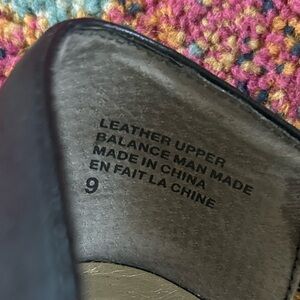 LEATHER UPPER
BALANCE MAN MADE
MADE IN CHINA
EN FAIT LA CHINE
9